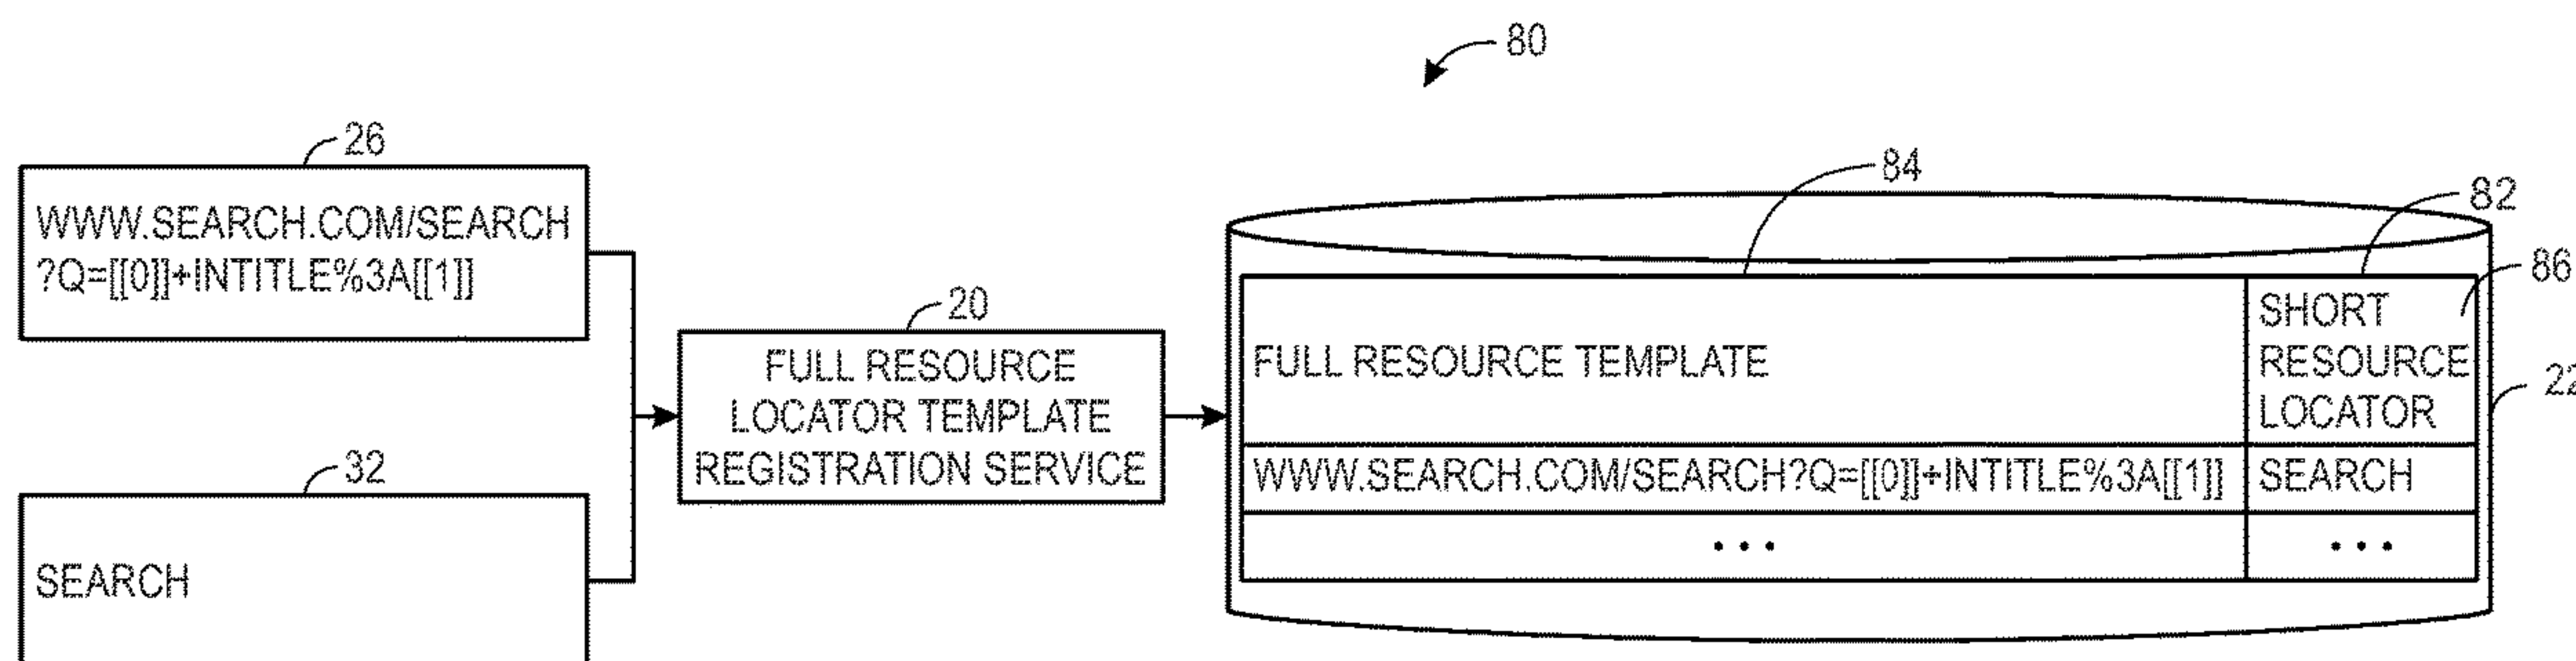 80
26
WWW.SEARCH.COM/SEARCH
?Q=[[0]]+INTITLE%3A[[1]]
32
SEARCH
20
FULL RESOURCE
LOCATOR TEMPLATE
REGISTRATION SERVICE
84
82
86
22
FULL RESOURCE TEMPLATE
SHORT
RESOURCE
LOCATOR
WWW.SEARCH.COM/SEARCH?Q=[[0]]+INTITLE%3A[[1]]
SEARCH
• • •
• • •